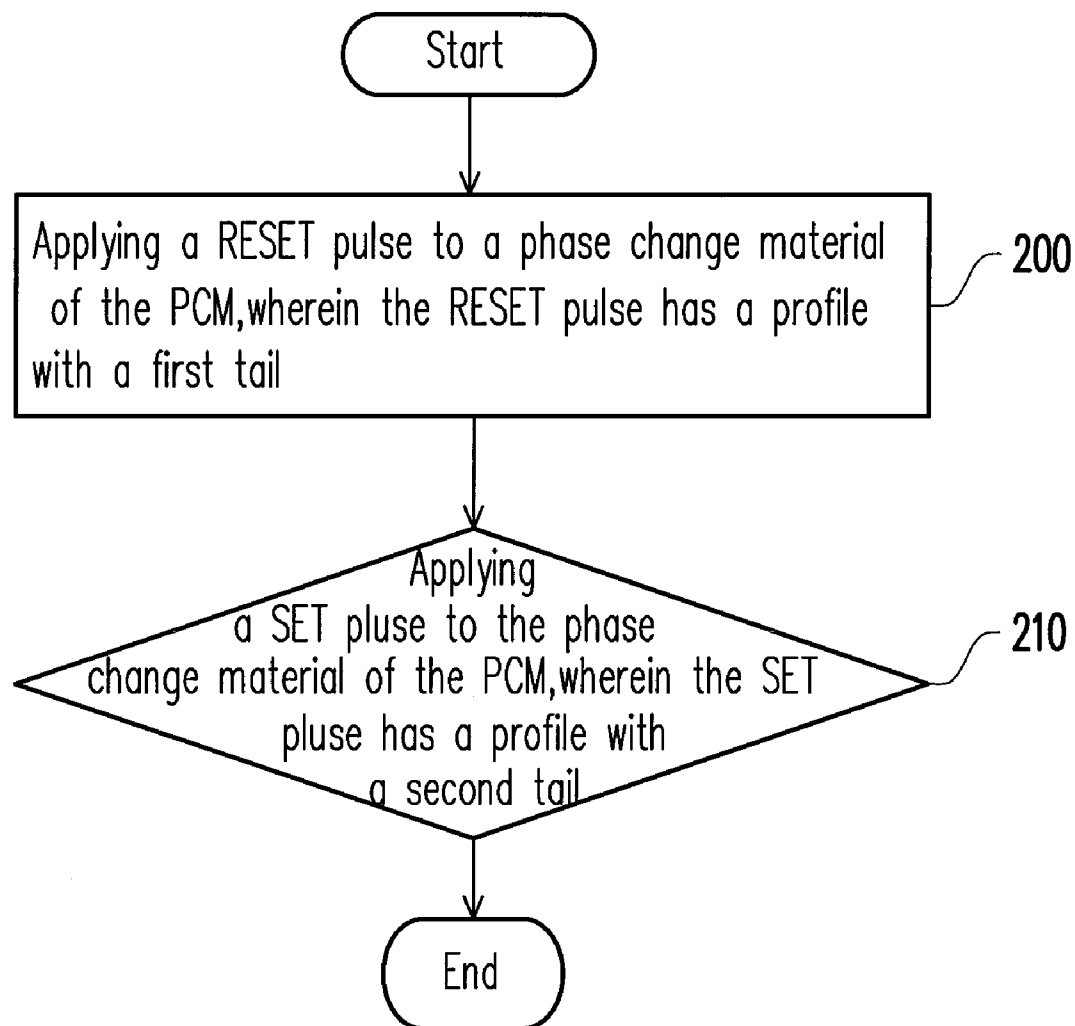 Start
Applying a RESET pulse to a phase change material
of the PCM,wherein the RESET pulse has a profile
with a first tail
200
Applying
a SET pluse to the phase
change material of the PCM,wherein the SET
pluse has a profile with
a second tail
210
End